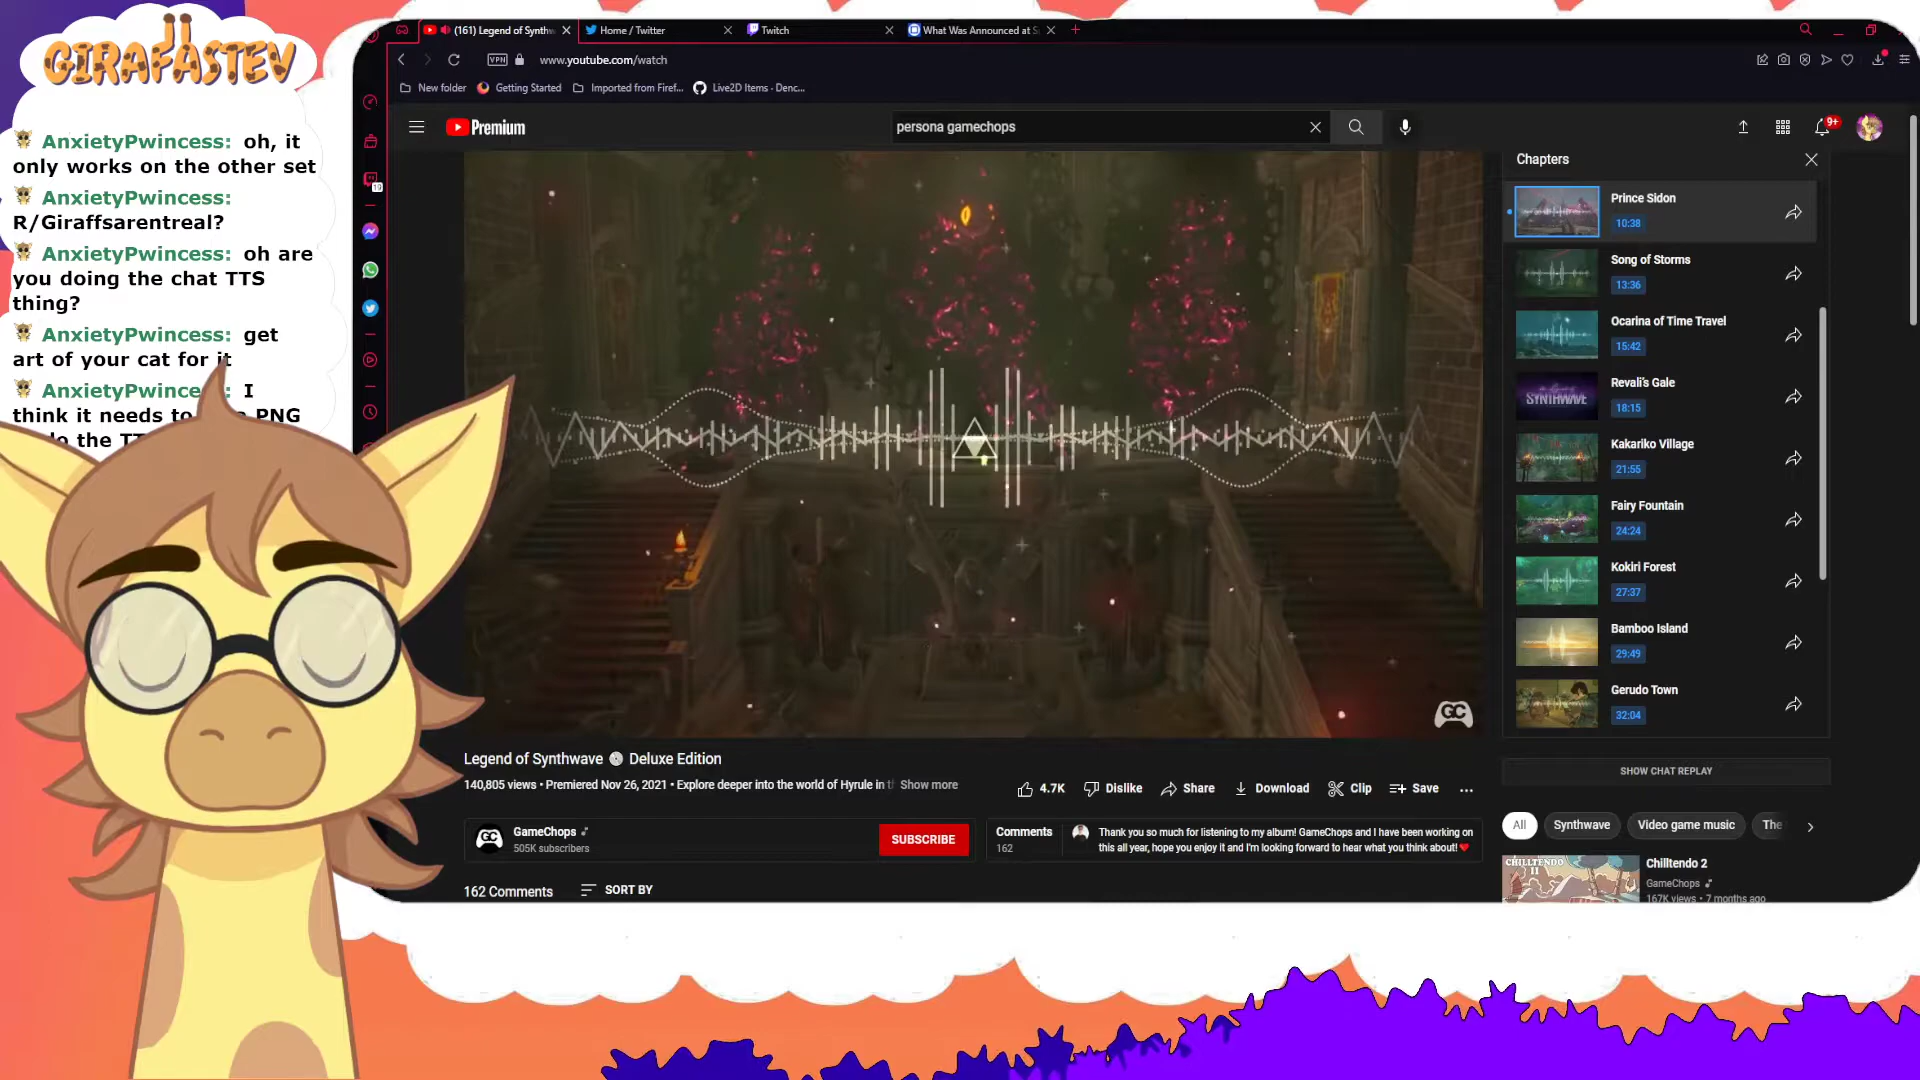 GIRAFASTEV
AnxietyPwincess: oh, it
only works on the other set
AnxietyPwincess:
R/Giraffsarentreal?
AnxietyPwincess: oh are
you doing the chat TTS
thing?
AnxietyPwincess: get
art of your cat for it
AnxietyPwince I
think it needs to PNG
the
(161) Legend of Synthw
Home / Twitter
Twitch
What Was Announced at S
VPN
www.youtube.com/watch
New folder
Getting Started
Imported from Firef...
Live2D Items - Denc...
19
Premium
persona gamechops
9+
Chapters
Prince Sidon
10:38
Song of Storms
13:36
Ocarina of Time Travel
15:42
SYNTHWAVE
Revali's Gale
18:15
Kakariko Village
21:55
Fairy Fountain
24:24
Kokiri Forest
27:37
Bamboo Island
29:49
Gerudo Town
32:04
GC
Legend of Synthwave Deluxe Edition
140,805 views • Premiered Nov 26, 2021 • Explore deeper into the world of Hyrule in Show more
4.7K
Dislike
Share
Download
Clip
Save
GC
GameChops
505K subscribers
SUBSCRIBE
Comments
162
Thank you so much for listening to my album! GameChops and I have been working on
this all year, hope you enjoy it and I'm looking forward to hear what you think about!
162 Comments
SORT BY
SHOW CHAT REPLAY
All
Synthwave
Video game music
The
CHILLTENDO
II
Chilltendo 2
GameChops
167K views • 7 months ago